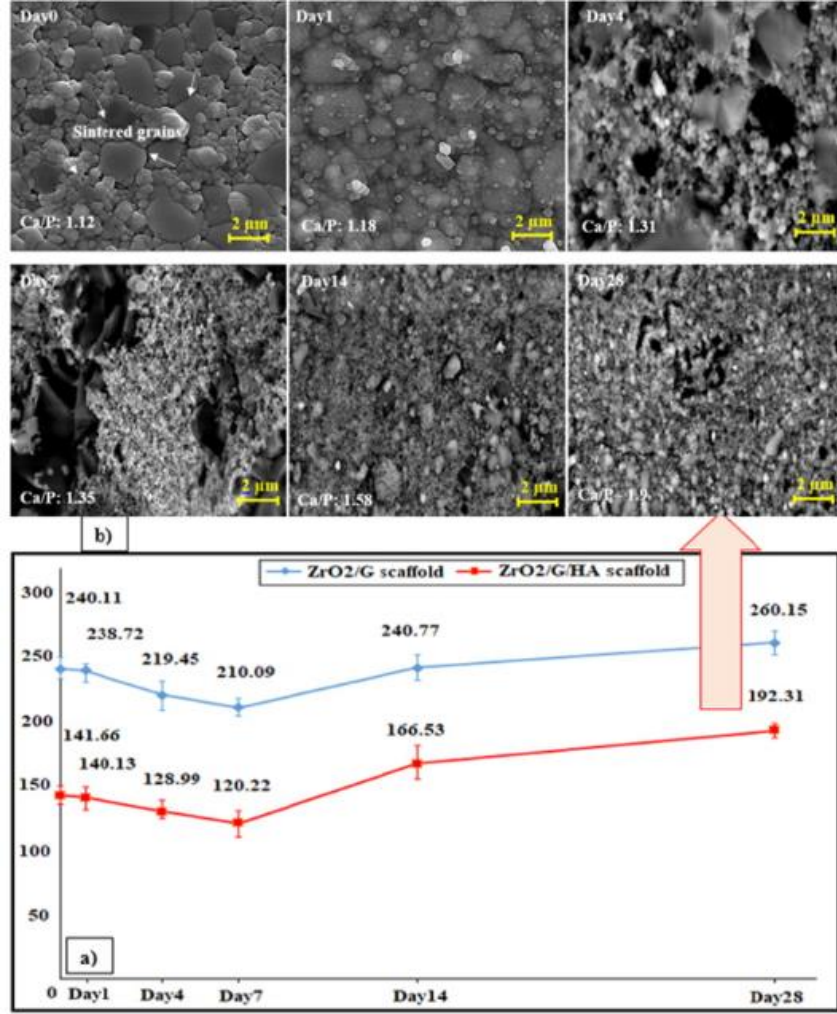 Day0
Day1
Day4
Sintered grains
Ca/P: 1.12
2 μm
Ca/P: 1.18
2 μm
Ca/P: 1.31
2 μm
Day7
Day14
Day28
Ca/P: 1.35
2 μm
Ca/P: 1.58
2 μm
Ca/P
2 μm
b)
ZrO2/G scaffold
ZrO2/G/HA scaffold
300
240.11
238.72
219.45
210.09
240.77
260.15
250
200
141.66
140.13
128.99
120.22
166.53
192.31
150
100
50
a)
0 Day1 Day4 Day7 Day14 Day28